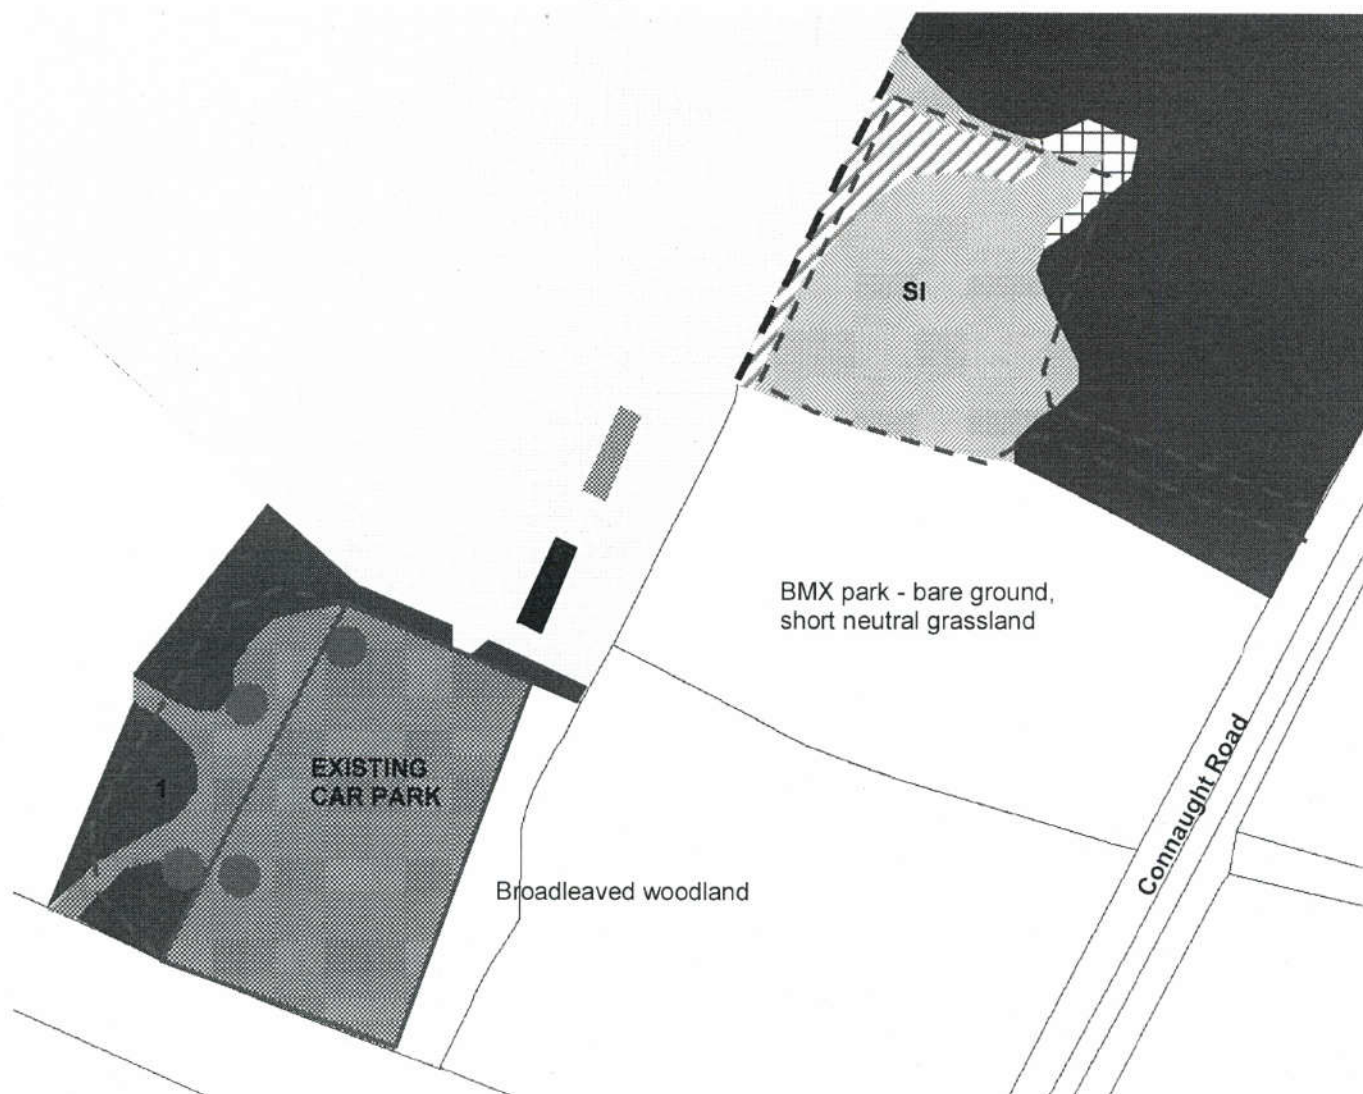 SI
BMX park - bare ground,
short neutral grassland
Connaught Road
EXISTING
CAR PARK
1
Broadleaved woodland